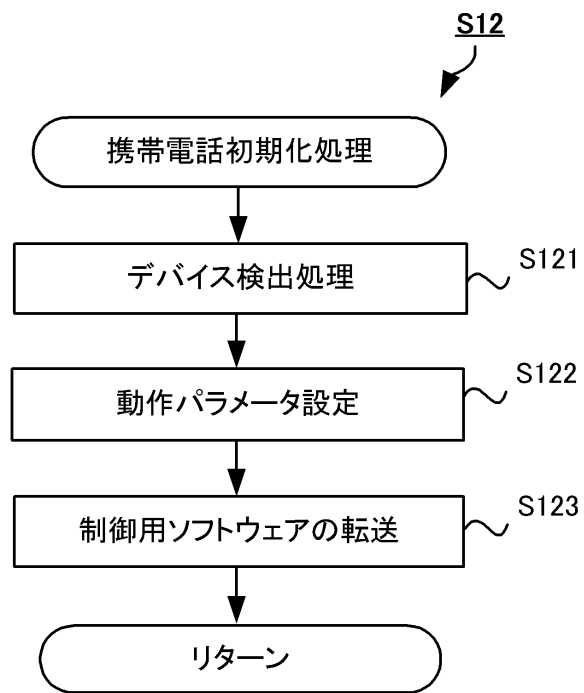 S12
携帯電話初期化処理
デバイス検出処理
S121
動作パラメータ設定
S122
制御用ソフトウェアの転送
S123
リターン